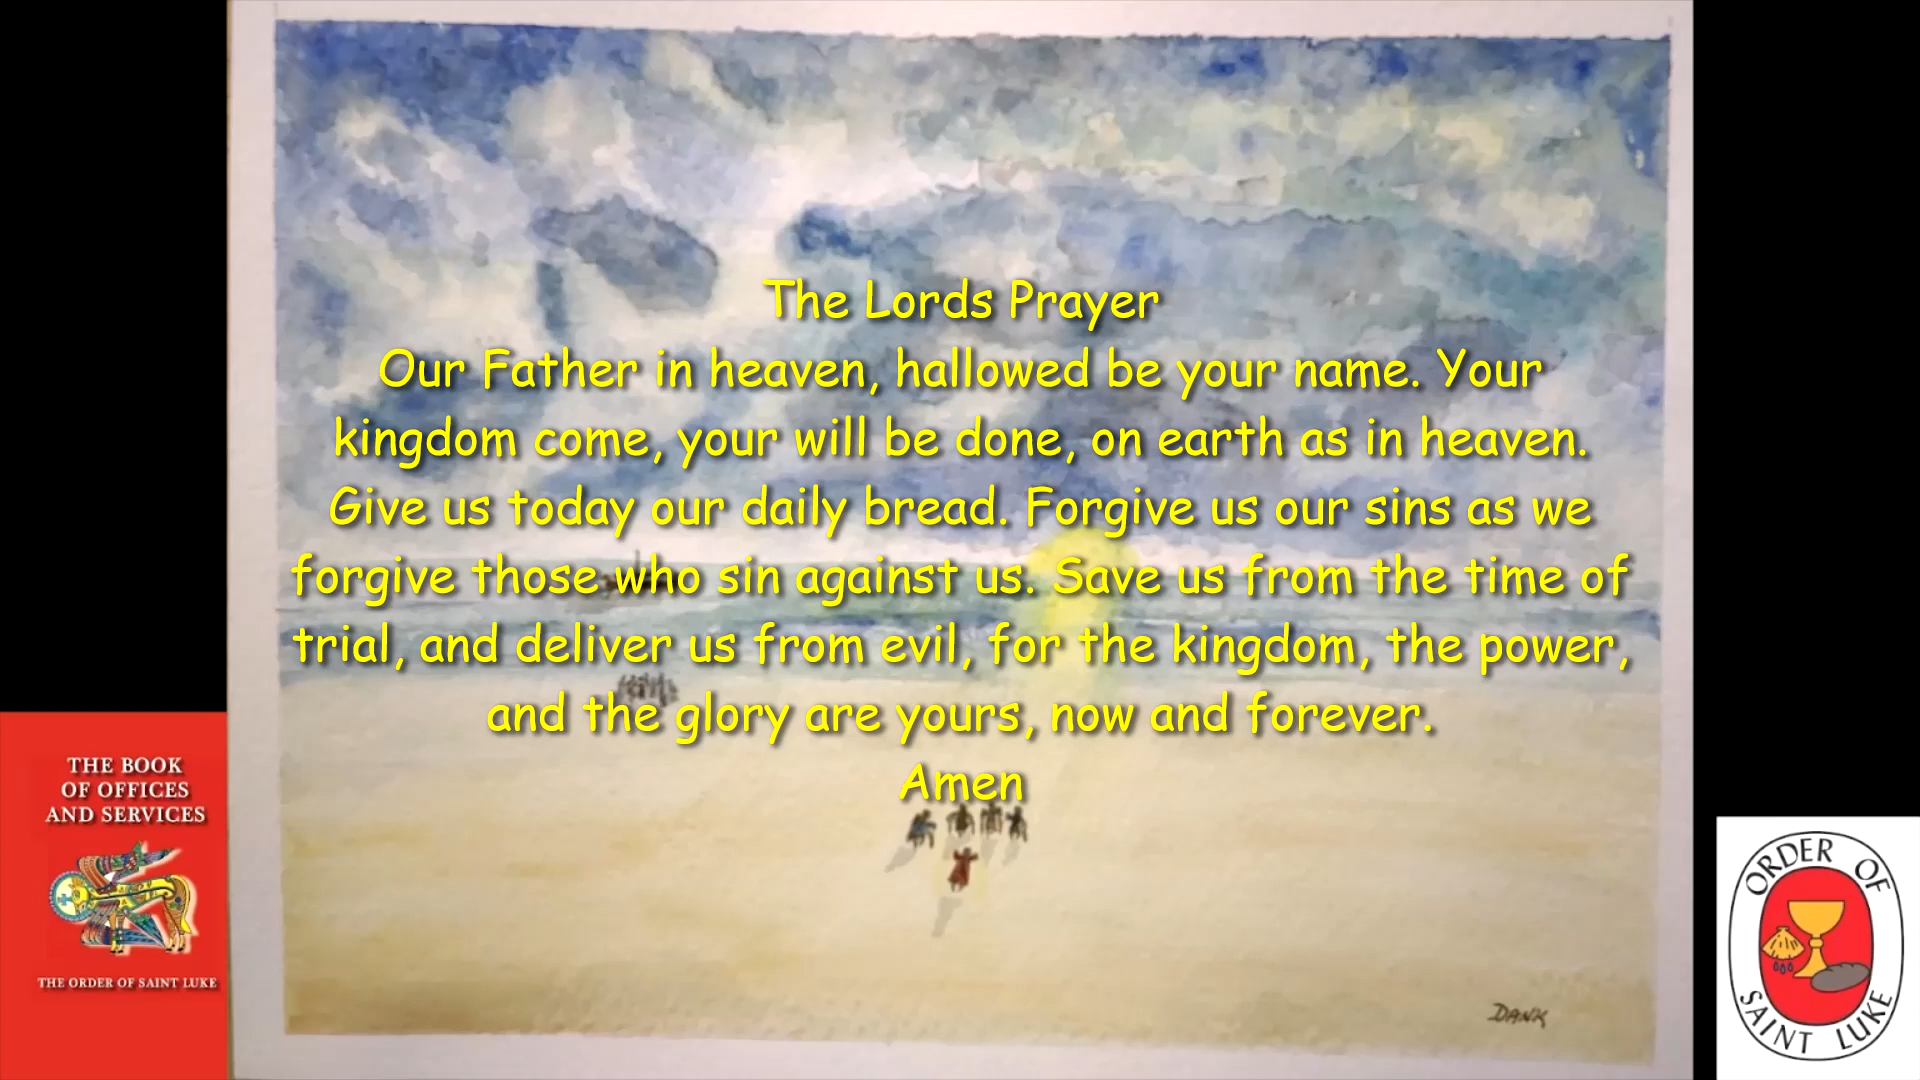 The Lords Prayer
Our Father in heaven, hallowed be your name. Your
kingdom come, your will be done, on earth as in heaven.
Give us today our daily bread. Forgive us our sins as we
forgive those who sin against us. Save us from the time of
trial, and deliver us from evil, for the kingdom, the power,
and the glory are yours, now and forever.
Amen
THE BOOK
OF OFFICES
AND SERVICES
THE ORDER OF SAINT LUKE
DANK
ORDER OF
SAINT LUKE